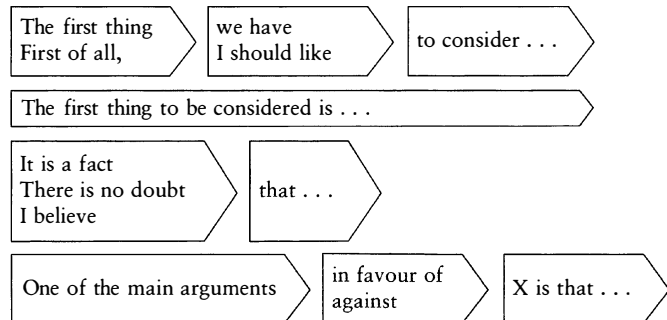 The first thing
First of all,
we have
I should like
to consider . . .
The first thing to be considered is . . .
It is a fact
There is no doubt
I believe
that . . .
One of the main arguments
in favour of
against
X is that . . .